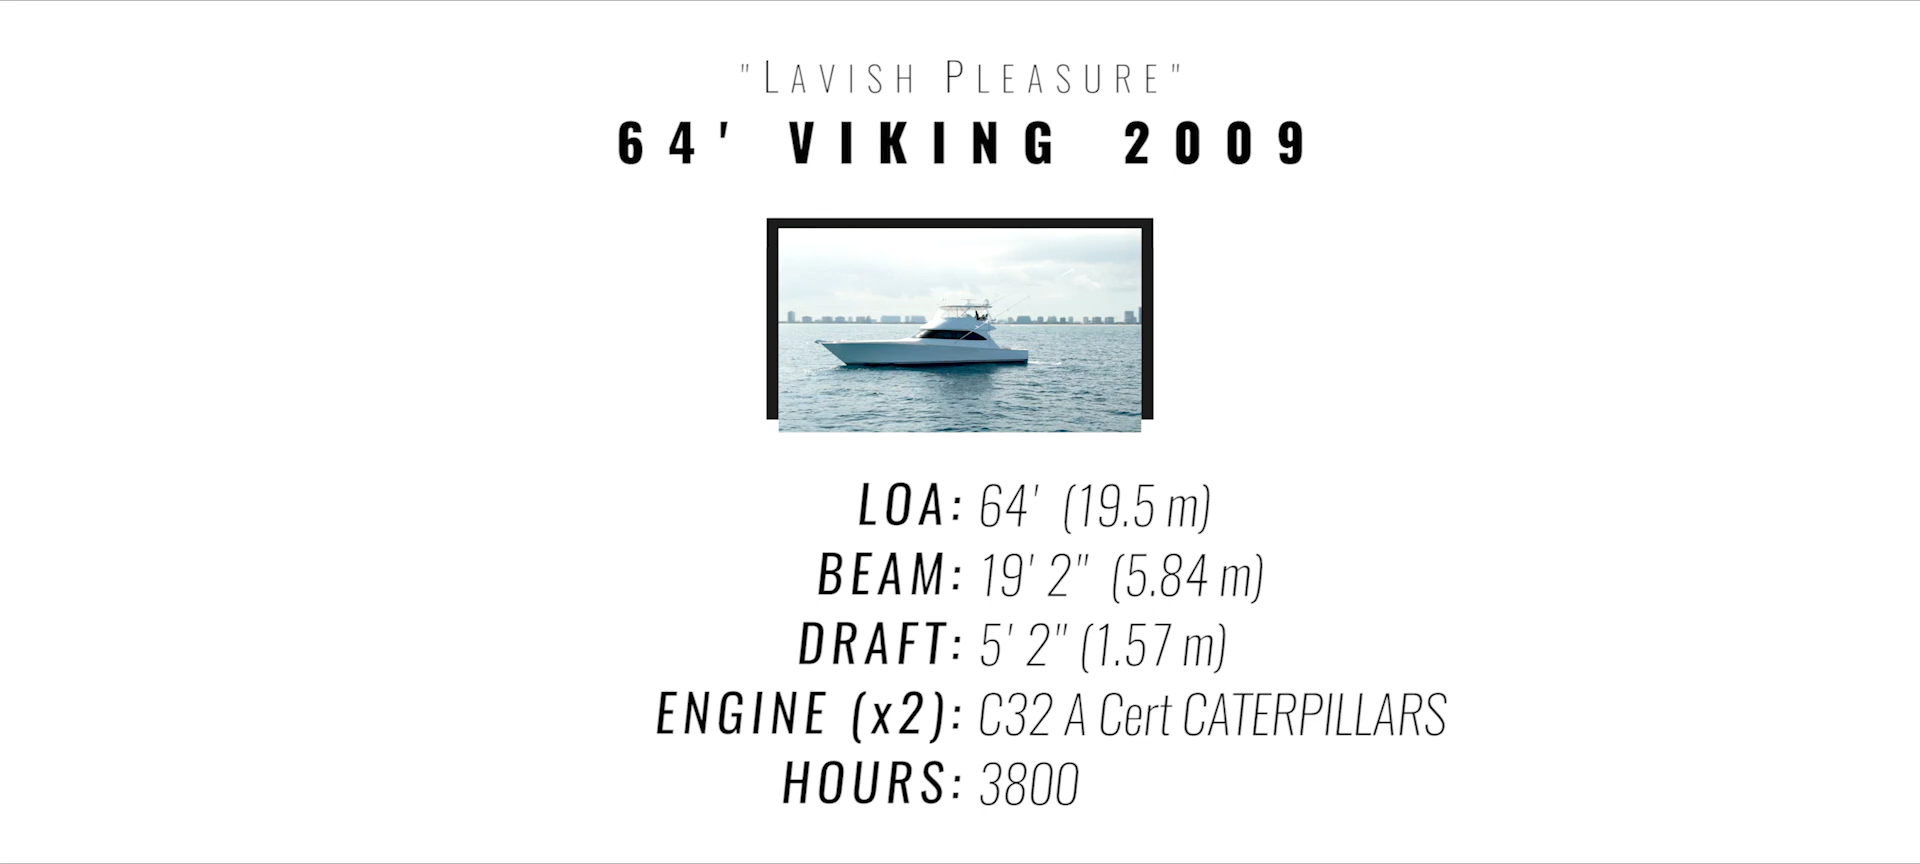 "LAVISH PLEASURE"
64' VIKING 2009
LOA: 64' (19.5 m)
BEAM: 19' 2" (5.84 m)
DRAFT: 5' 2" (1.57 m)
ENGINE (x2): C32 A Cert CATERPILLARS
HOURS: 3800